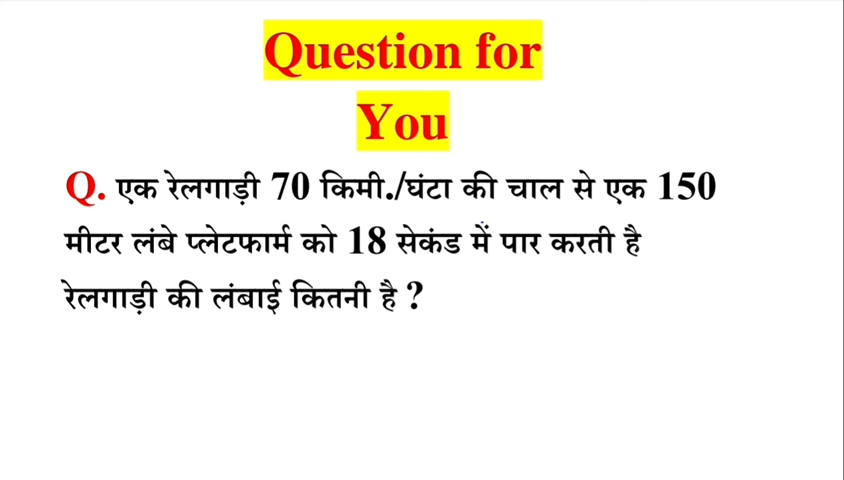 Question for
You
Q. एक रेलगाड़ी 70 किमी./घंटा की चाल से एक 150
मीटर लंबे प्लेटफार्म को 18 सेकंड में पार करती है
रेलगाड़ी की लंबाई कितनी है ?